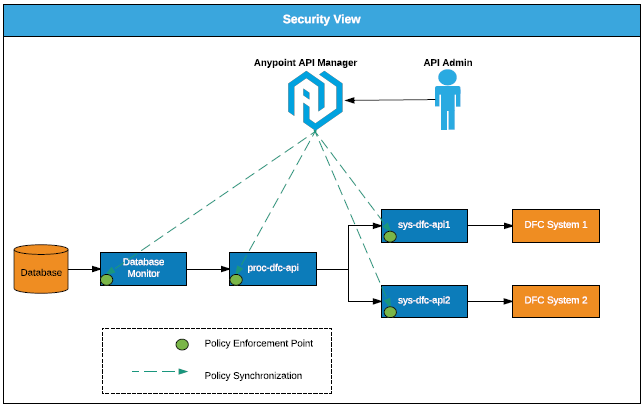 Security View
Anypoint API Manager
API Admin
sys-dfc-api1
DFC System 1
Database
Database
Monitor
proc-dfc-api
sys-dfc-api2
DFC System 2
Policy Enforcement Point
Policy Synchronization